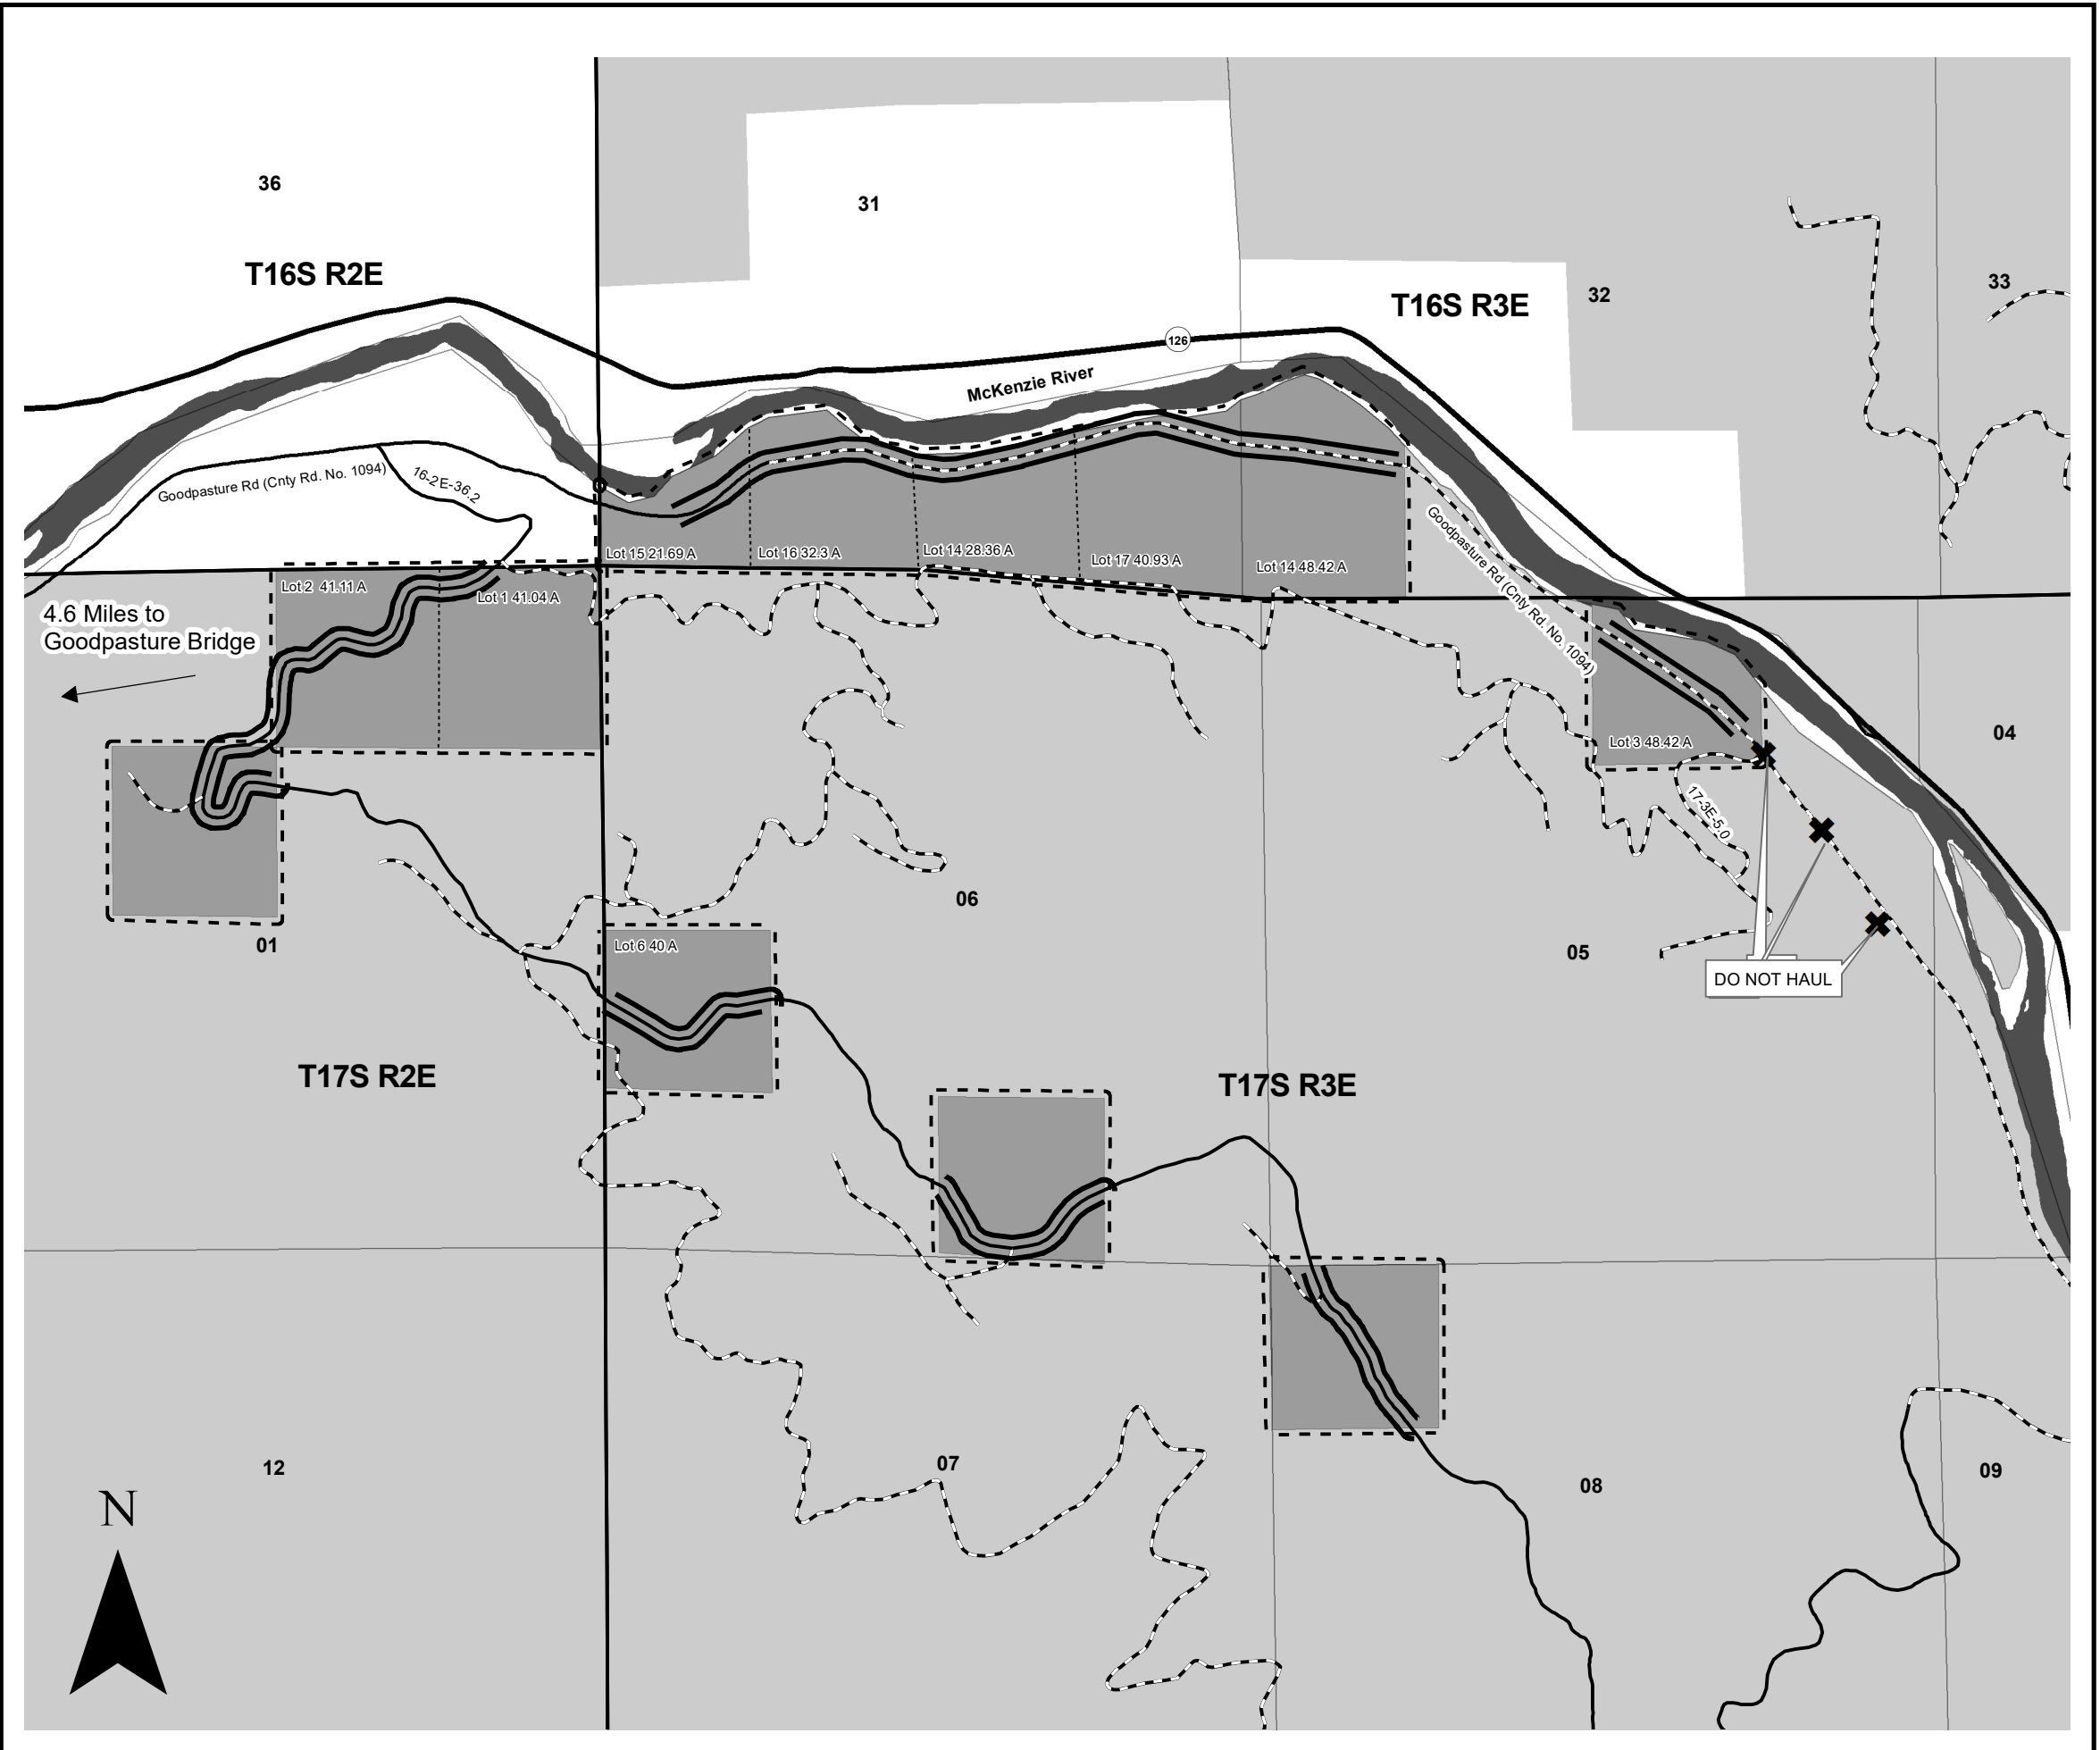 36
31
T16S R2E
33
32
T16S R3E
126
McKenzie River
Goodpasture Rd (Cnty Rd. No. 1094)
16-2E-36.2
Goodpasture Rd (Cnty Rd. No. 1094)
Lot 15 21.69 A
Lot 16 32.3 A
Lot 14 28.36 A
Lot 17 40.93 A
Lot 14 48.42 A
Lot 2 41.11 A
Lot 1 41.04 A
4.6 Miles to
Goodpasture Bridge
Lot 3 48.42 A
04
17-3E-5.0
06
01
Lot 6 40 A
05
DO NOT HAUL
T17S R2E
T17S R3E
12
07
08
09
N